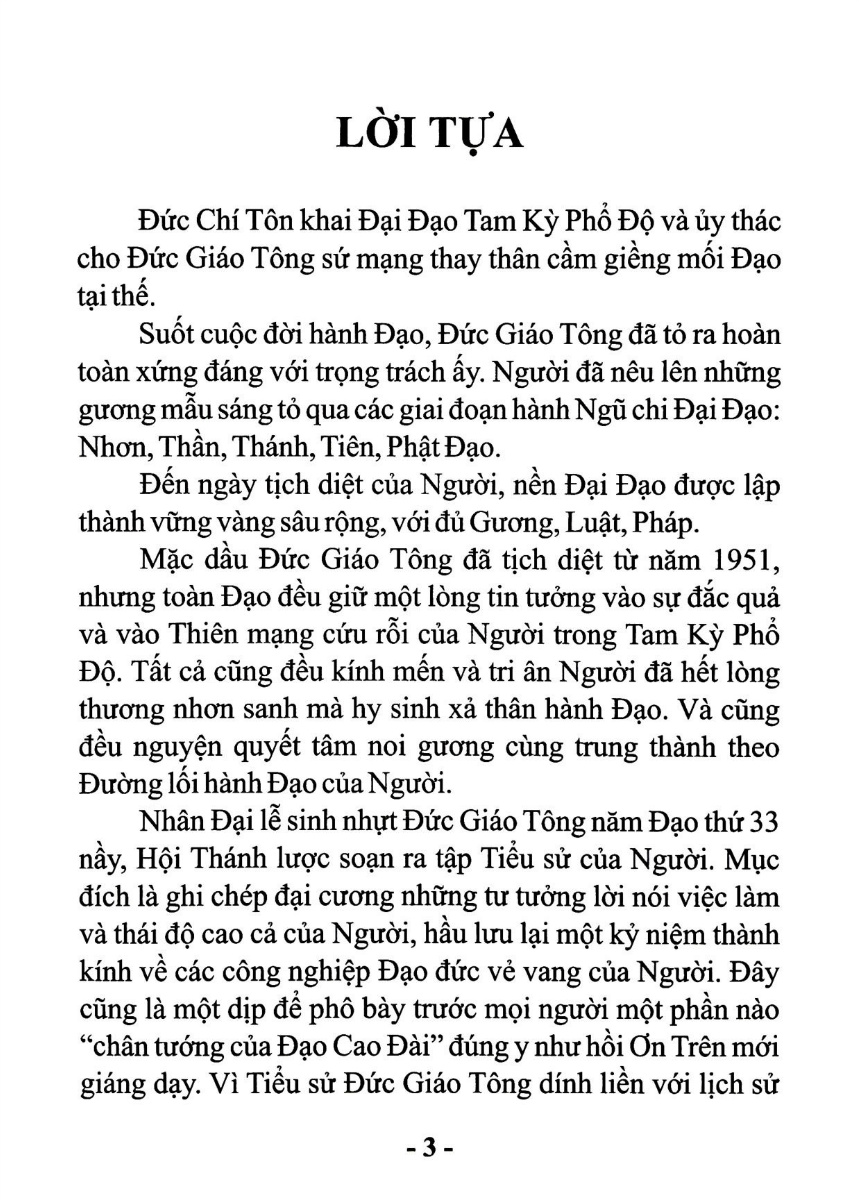 LỜI TỰA
Đức Chí Tôn khai Đại Đạo Tam Kỳ Phổ Độ và ủy thác
cho Đức Giáo Tông sứ mạng thay thân cầm giềng mối Đạo
tại thế.
Suốt cuộc đời hành Đạo, Đức Giáo Tông đã tỏ ra hoàn
toàn xứng đáng với trọng trách ấy. Người đã nêu lên những
gương mẫu sáng tỏ qua các giai đoạn hành Ngũ chi Đại Đạo:
Nhơn, Thần, Thánh, Tiên, Phật Đạo.
Đến ngày tịch diệt của Người, nền Đại Đạo được lập
thành vững vàng sâu rộng, với đủ Gương, Luật, Pháp.
Mặc dầu Đức Giáo Tông đã tịch diệt từ năm 1951,
nhưng toàn Đạo đều giữ một lòng tin tưởng vào sự đắc quả
và vào Thiên mạng cứu rỗi của Người trong Tam Kỳ Phổ
Độ. Tất cả cũng đều kính mến và tri ân Người đã hết lòng
thương nhơn sanh mà hy sinh xả thân hành Đạo. Và cũng
đều nguyện quyết tâm noi gương cùng trung thành theo
Đường lối hành Đạo của Người.
Nhân Đại lễ sinh nhựt Đức Giáo Tông năm Đạo thứ 33
nầy, Hội Thánh lược soạn ra tập Tiểu sử của Người. Mục
đích là ghi chép đại cương những tư tưởng lời nói việc làm
và thái độ cao cả của Người, hầu lưu lại một kỷ niệm thành
kính về các công nghiệp Đạo đức vẻ vang của Người. Đây
cũng là một dịp để phô bày trước mọi người một phần nào
“chân tướng của Đạo Cao Đài” đúng y như hồi Ơn Trên mới
giáng dạy. Vì Tiểu sử Đức Giáo Tông dính liền với lịch sử
- 3 -